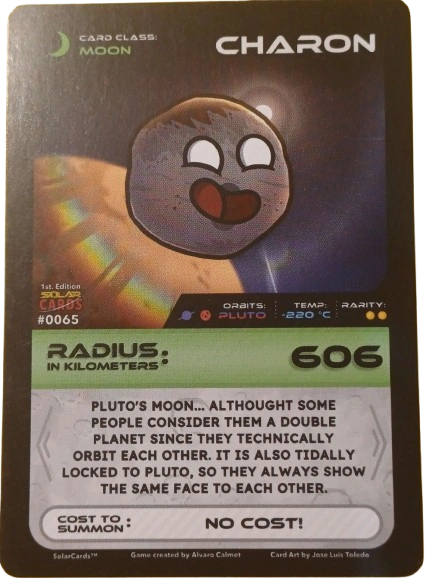 CARD CLASS:
MOON
CHARON
1st. Edition
SOLAR
CARDS
#0065
ORBITS:
PLUTO
TEMP:
-220 °C
RARITY:
RADIUS:
IN KILOMETERS
606
PLUTO'S MOON... ALTHOUGHT SOME
PEOPLE CONSIDER THEM A DOUBLE
PLANET SINCE THEY TECHNICALLY
ORBIT EACH OTHER. IT IS ALSO TIDALLY
LOCKED TO PLUTO, SO THEY ALWAYS SHOW
THE SAME FACE TO EACH OTHER.
COST TO
SUMMON:
NO COST!
SolarCards™ Game created by Alvaro Calmet Card Art by Jose Luis Toledo